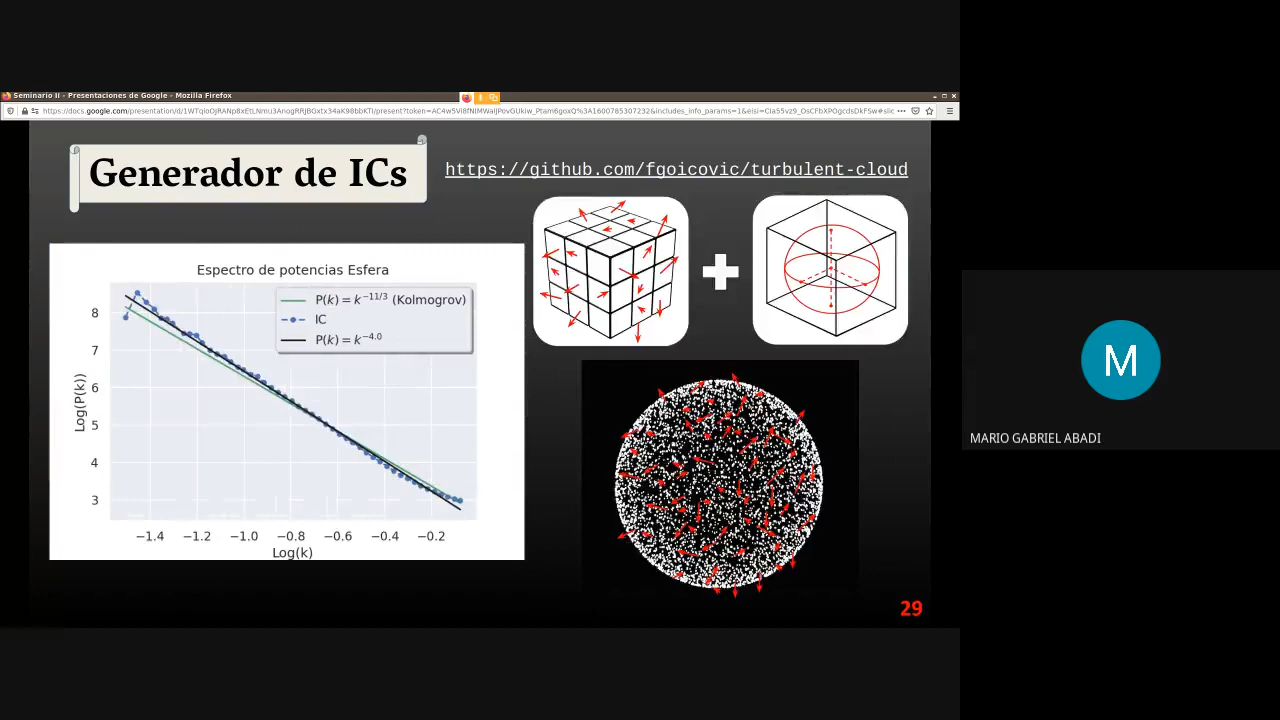 Seminario II - Presentaciones de Google - Mozilla Firefox
Generador de ICs
https://github.com/fgoicovic/turbulent-cloud
Espectro de potencias Esfera
P(k) = k^{-11/3} (Kolmogrov)
IC
P(k) = k^{-4.0}
Log(P(k))
8
7
6
5
4
3
−1.4 −1.2 −1.0 −0.8 −0.6 −0.4 −0.2
Log(k)
29
M
MARIO GABRIEL ABADI